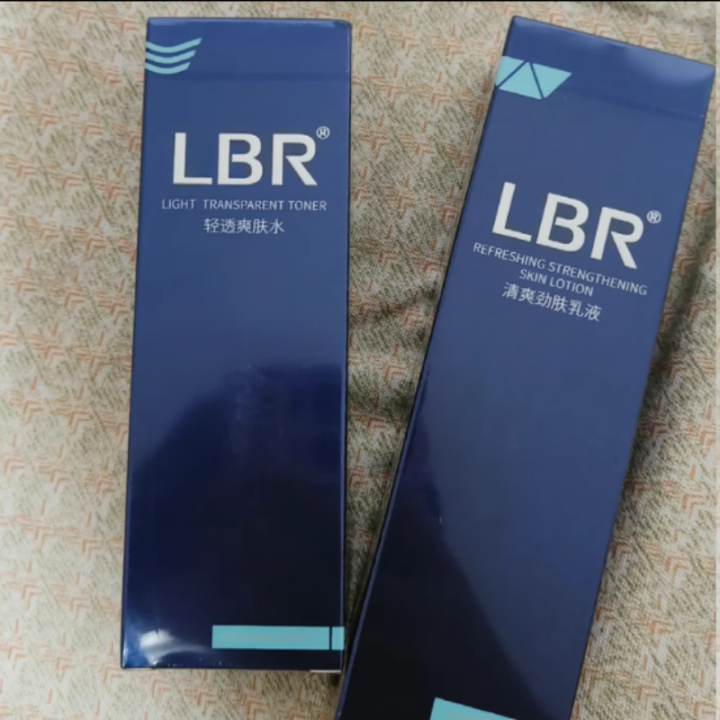 LBR®
LIGHT TRANSPARENT TONER
轻透爽肤水
LBR®
REFRESHING STRENGTHENING
SKIN LOTION
清爽劲肤乳液